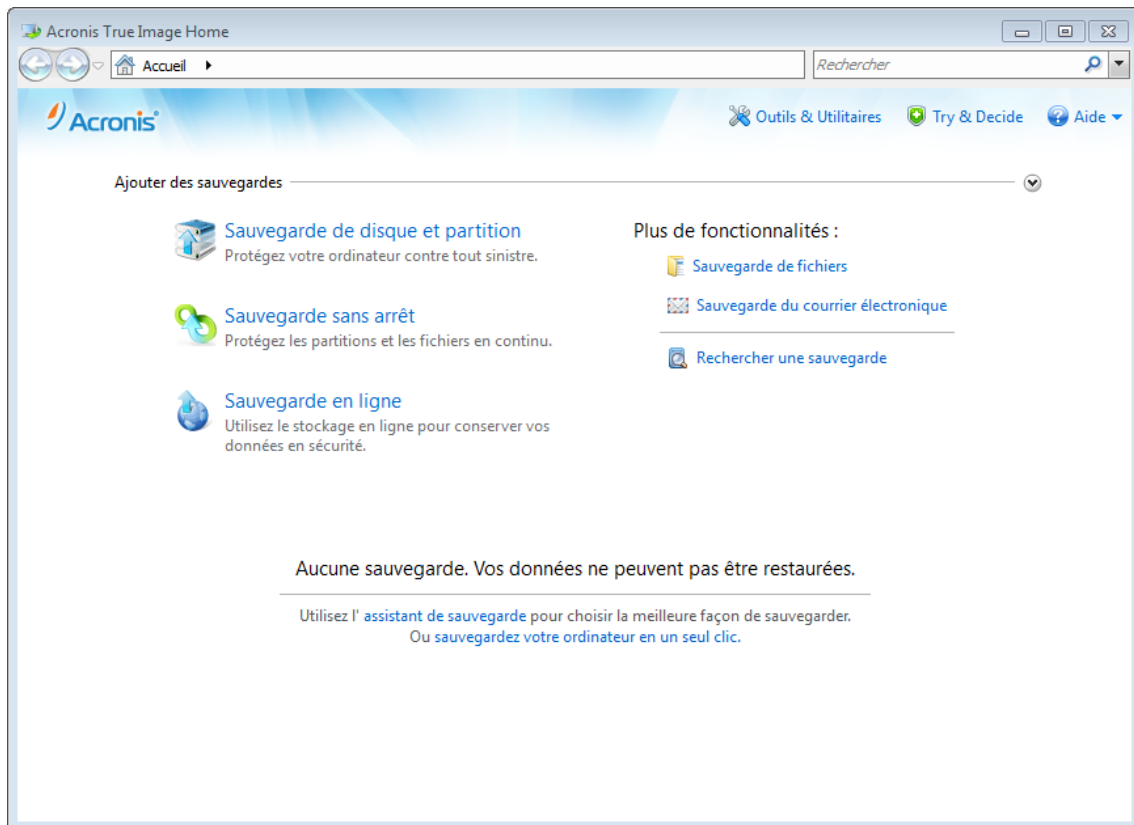 Acronis True Image Home
Accueil
Rechercher
Acronis
Outils & Utilitaires
Try & Decide
Aide
Ajouter des sauvegardes
Sauvegarde de disque et partition
Protégez votre ordinateur contre tout sinistre.
Sauvegarde sans arrêt
Protégez les partitions et les fichiers en continu.
Sauvegarde en ligne
Utilisez le stockage en ligne pour conserver vos
données en sécurité.
Plus de fonctionnalités :
Sauvegarde de fichiers
Sauvegarde du courrier électronique
Rechercher une sauvegarde
Aucune sauvegarde. Vos données ne peuvent pas être restaurées.
Utilisez l' assistant de sauvegarde pour choisir la meilleure façon de sauvegarder.
Ou sauvegardez votre ordinateur en un seul clic.